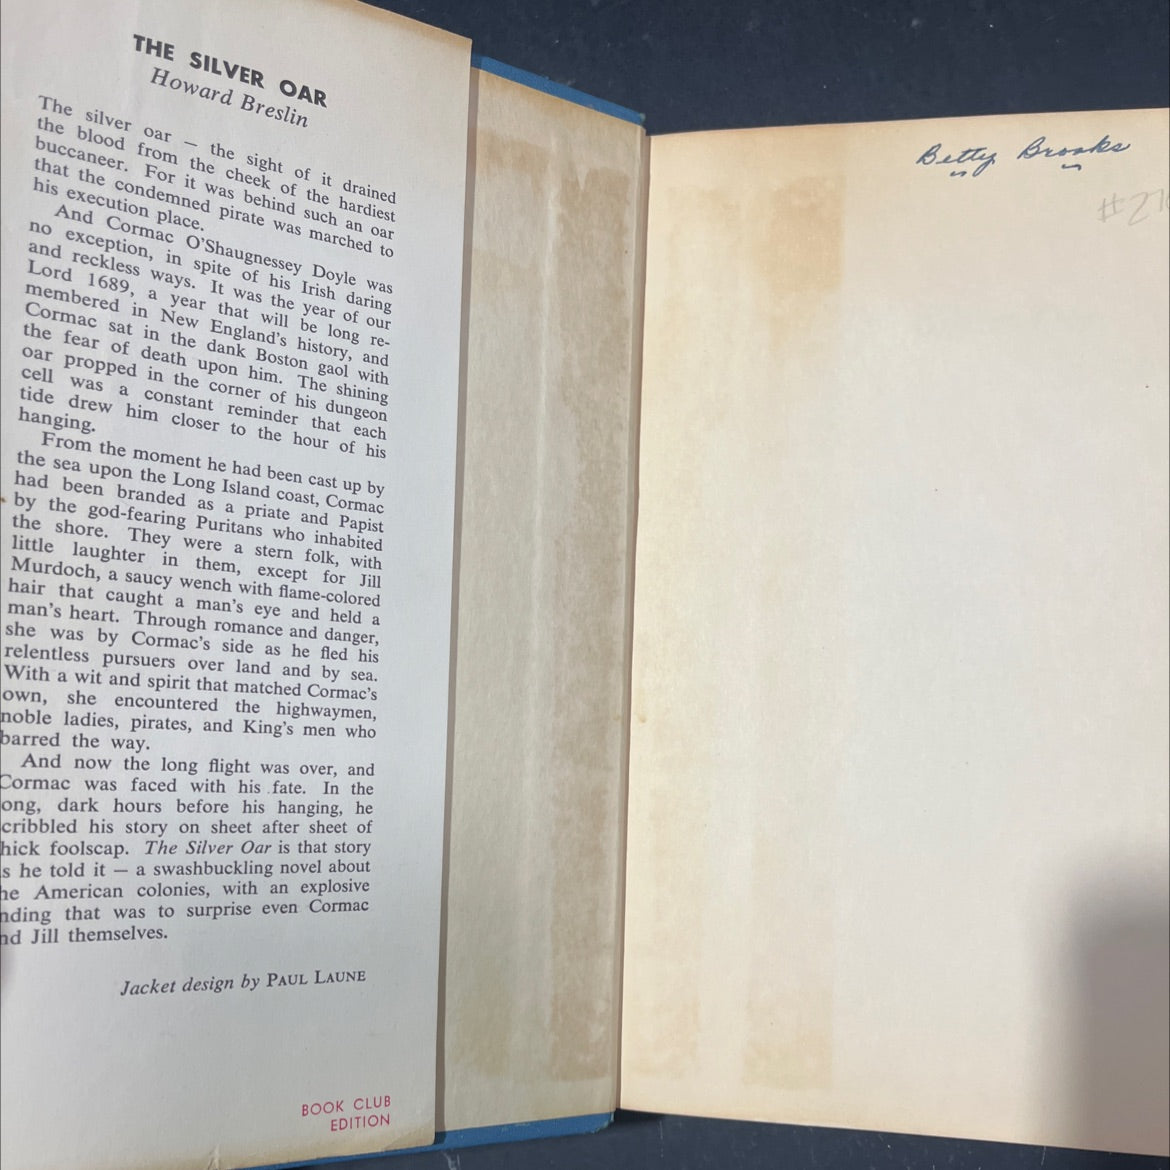 THE SILVER OAR
Howard Breslin
The silver oar — the sight of it drained
the blood from the cheek of the hardiest
buccaneer. For it was behind such an oar
that the condemned pirate was marched to
his execution place.
And Cormac O'Shaugnessey Doyle was
no exception, in spite of his Irish daring
and reckless ways. It was the year of our
Lord 1689, a year that will be long re-
membered in New England's history, and
Cormac sat in the dank Boston gaol with
the fear of death upon him. The shining
oar propped in the corner of his dungeon
cell was a constant reminder that each
tide drew him closer to the hour of his
hanging.
From the moment he had been cast up by
the sea upon the Long Island coast, Cormac
had been branded as a priate and Papist
by the god-fearing Puritans who inhabited
the shore. They were a stern folk, with
little laughter in them, except for Jill
Murdoch, a saucy wench with flame-colored
hair that caught a man's eye and held a
man's heart. Through romance and danger,
she was by Cormac's side as he fled his
relentless pursuers over land and by sea.
With a wit and spirit that matched Cormac's
own, she encountered the highwaymen,
noble ladies, pirates, and King's men who
barred the way.
And now the long flight was over, and
Cormac was faced with his fate. In the
ong, dark hours before his hanging, he
cribbled his story on sheet after sheet of
hick foolscap. The Silver Oar is that story
s he told it — a swashbuckling novel about
he American colonies, with an explosive
nding that was to surprise even Cormac
nd Jill themselves.
Jacket design by PAUL LAUNE
BOOK CLUB
EDITION
Betty Brooks